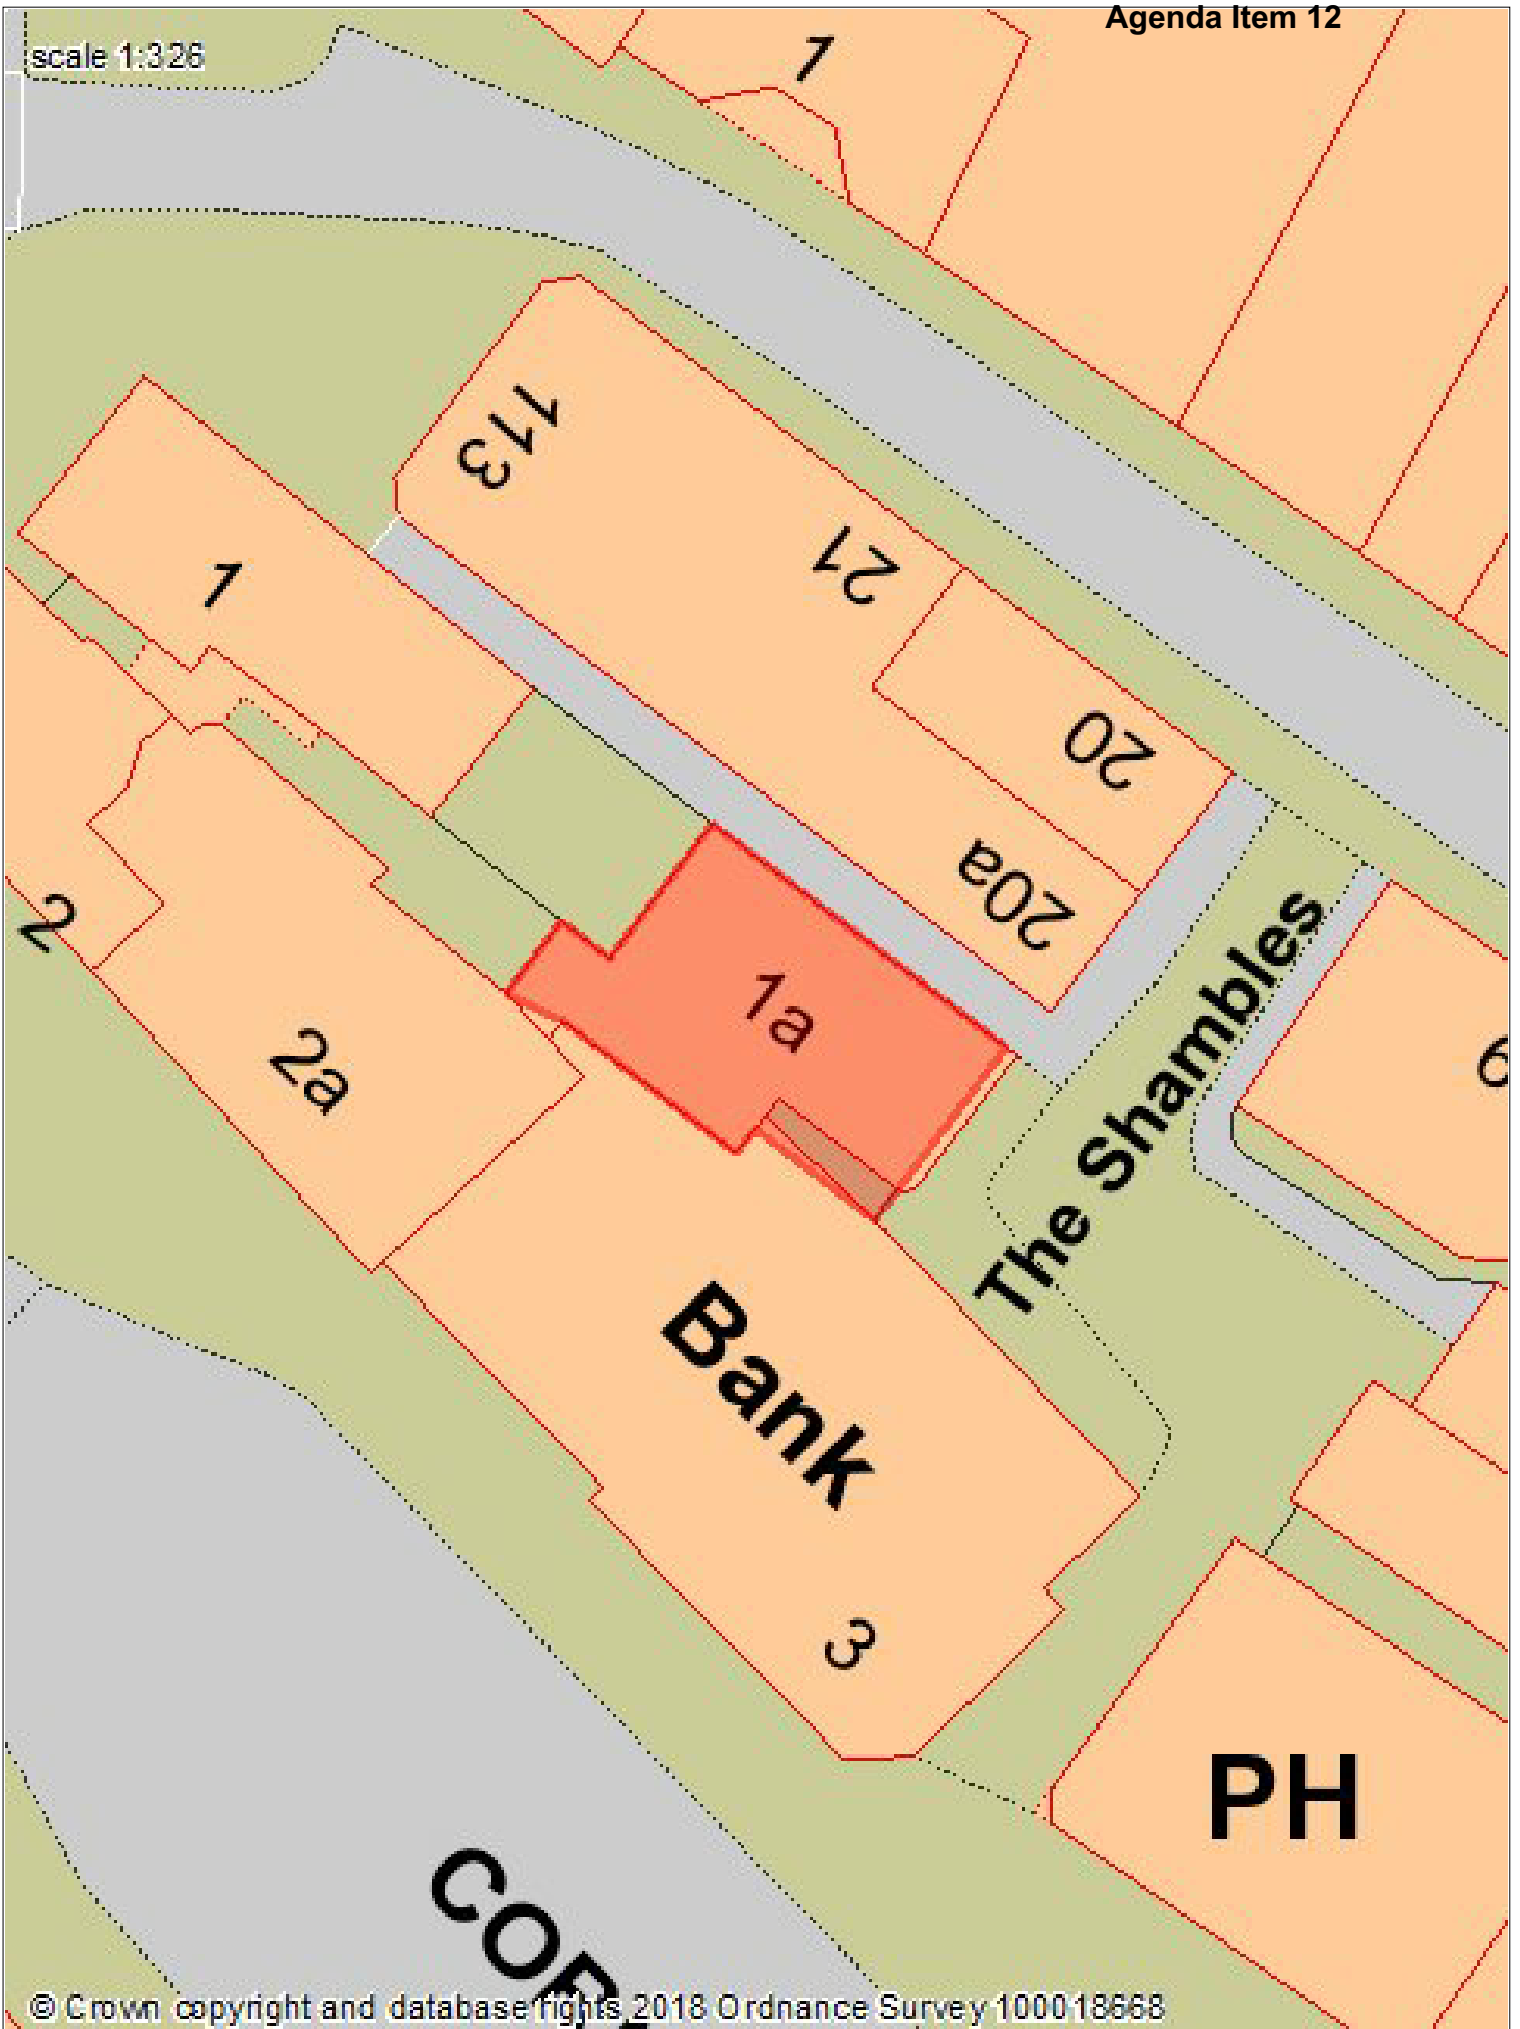 Agenda Item 12
scale 1:326
1
113
21
1
20
20a
The Shambles
2
1a
6
2a
Bank
3
PH
© Crown copyright and database rights 2018 Ordnance Survey 100018668